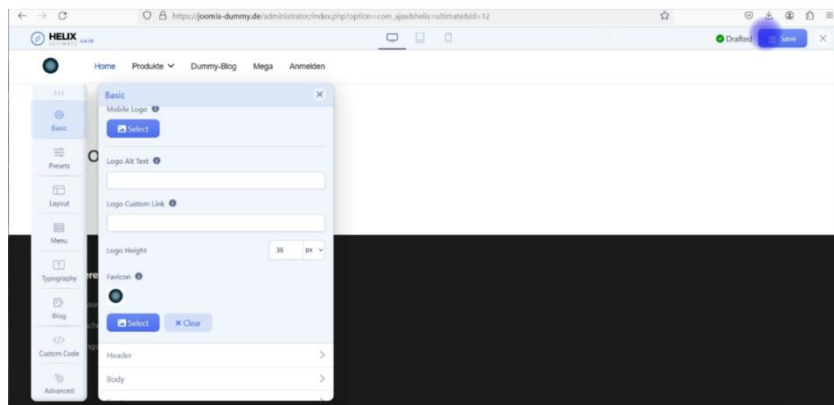 https://joomla-dummy.de/administrator/index.php?option=com_ajax&helix=ultimate&id=12
HELIX
ULTIMATE
Drafted
Save
Home Produkte Dummy-Blog Mega Anmelden
Basic
Presets
Layout
Menu
Typography
Blog
Custom Code
Advanced
Basic
Mobile Logo
Select
Logo Alt Text
Logo Custom Link
Logo Height 36 px
Favicon
Select Clear
Header
Body